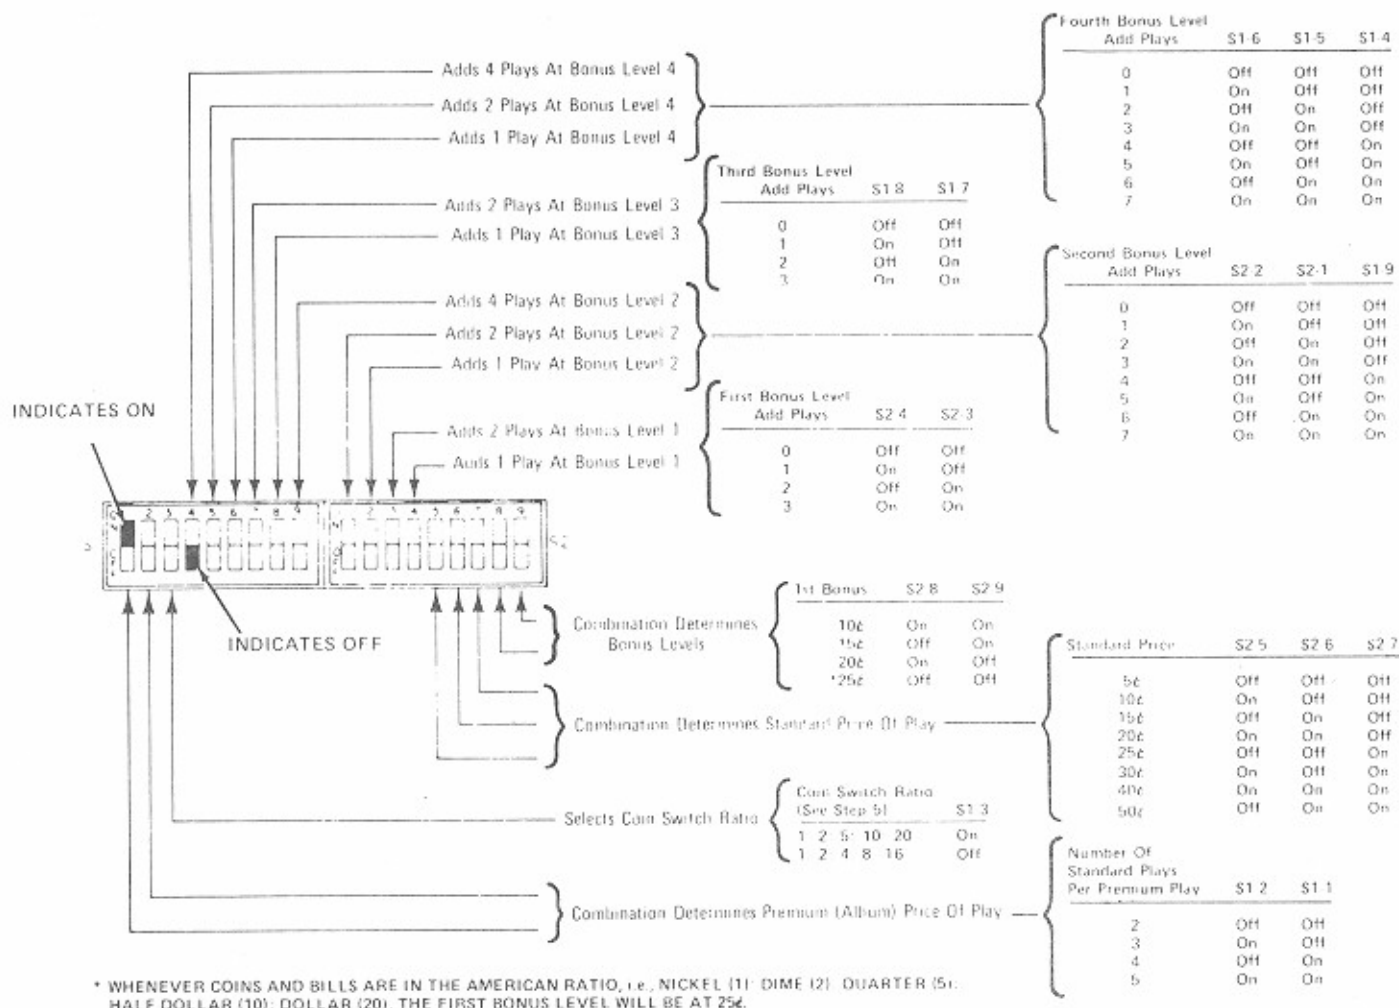 Adds 4 Plays At Bonus Level 4
Adds 2 Plays At Bonus Level 4
Adds 1 Play At Bonus Level 4
Adds 2 Plays At Bonus Level 3
Adds 1 Play At Bonus Level 3
Adds 4 Plays At Bonus Level 2
Adds 2 Plays At Bonus Level 2
Adds 1 Play At Bonus Level 2
Adds 2 Plays At Bonus Level 1
Adds 1 Play At Bonus Level 1
Fourth Bonus Level
Add Plays S1-6 S1-5 S1-4
0 Off Off Off
1 On Off Off
2 Off On Off
3 On On Off
4 Off Off On
5 On Off On
6 Off On On
7 On On On
Third Bonus Level
Add Plays S1 8 S1 7
0 Off Off
1 On Off
2 Off On
3 On On
Second Bonus Level
Add Plays S2-2 S2-1 S1-9
0 Off Off Off
1 On Off Off
2 Off On Off
3 On On Off
4 Off Off On
5 On Off On
6 Off On On
7 On On On
First Bonus Level
Add Plays S2 4 S2-3
0 Off Off
1 On Off
2 Off On
3 On On
INDICATES ON
2 3 4 5 6 7 8 9
2 3 4 5 6 7 8 9
S2
INDICATES OFF
Combination Determines
Bonus Levels
1st Bonus S2 8 S2 9
10¢ On On
15¢ Off On
20¢ On Off
*25¢ Off Off
Combination Determines Standard Price Of Play
Standard Price S2 5 S2 6 S2 7
5¢ Off Off Off
10¢ On Off Off
15¢ Off On Off
20¢ On On Off
25¢ Off Off On
30¢ On Off On
40¢ On On On
50¢ Off On On
Selects Coin Switch Ratio
Coin Switch Ratio
(See Step 5) S1 3
1 2 5 10 20 On
1 2 4 8 16 Off
Combination Determines Premium (Album) Price Of Play
Number Of
Standard Plays
Per Premium Play S1 2 S1 1
2 Off Off
3 On Off
4 Off On
5 On On
* WHENEVER COINS AND BILLS ARE IN THE AMERICAN RATIO, i.e., NICKEL (1); DIME (2) QUARTER (5);
HALF DOLLAR (10); DOLLAR (20), THE FIRST BONUS LEVEL WILL BE AT 25¢.